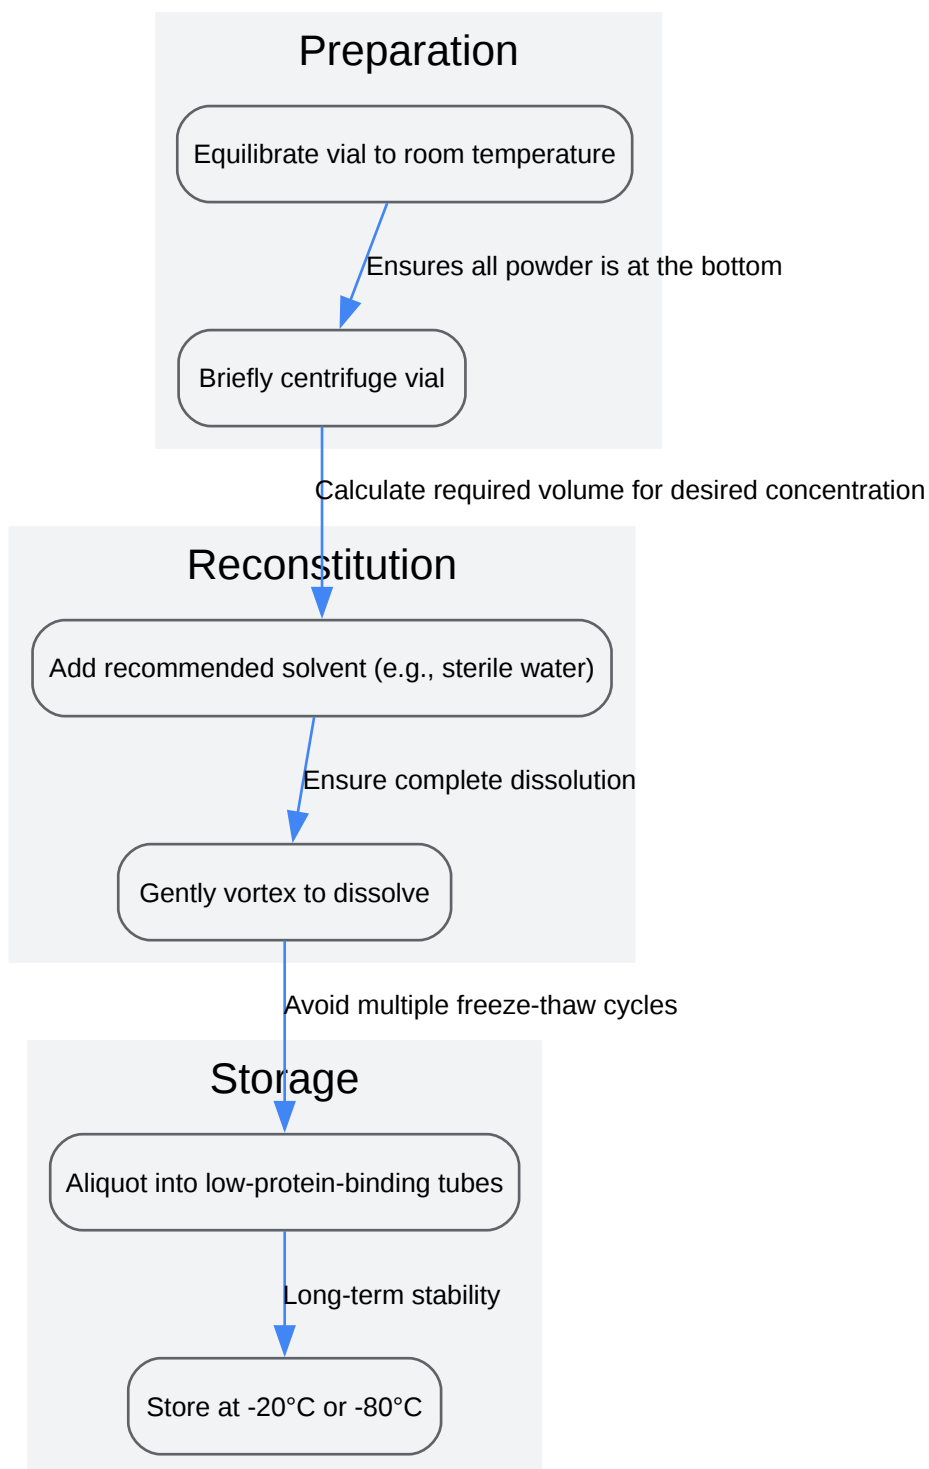 Preparation
Equilibrate vial to room temperature
Ensures all powder is at the bottom
Briefly centrifuge vial
Calculate required volume for desired concentration
Reconstitution
Add recommended solvent (e.g., sterile water)
Ensure complete dissolution
Gently vortex to dissolve
Avoid multiple freeze-thaw cycles
Storage
Aliquot into low-protein-binding tubes
Long-term stability
Store at -20°C or -80°C